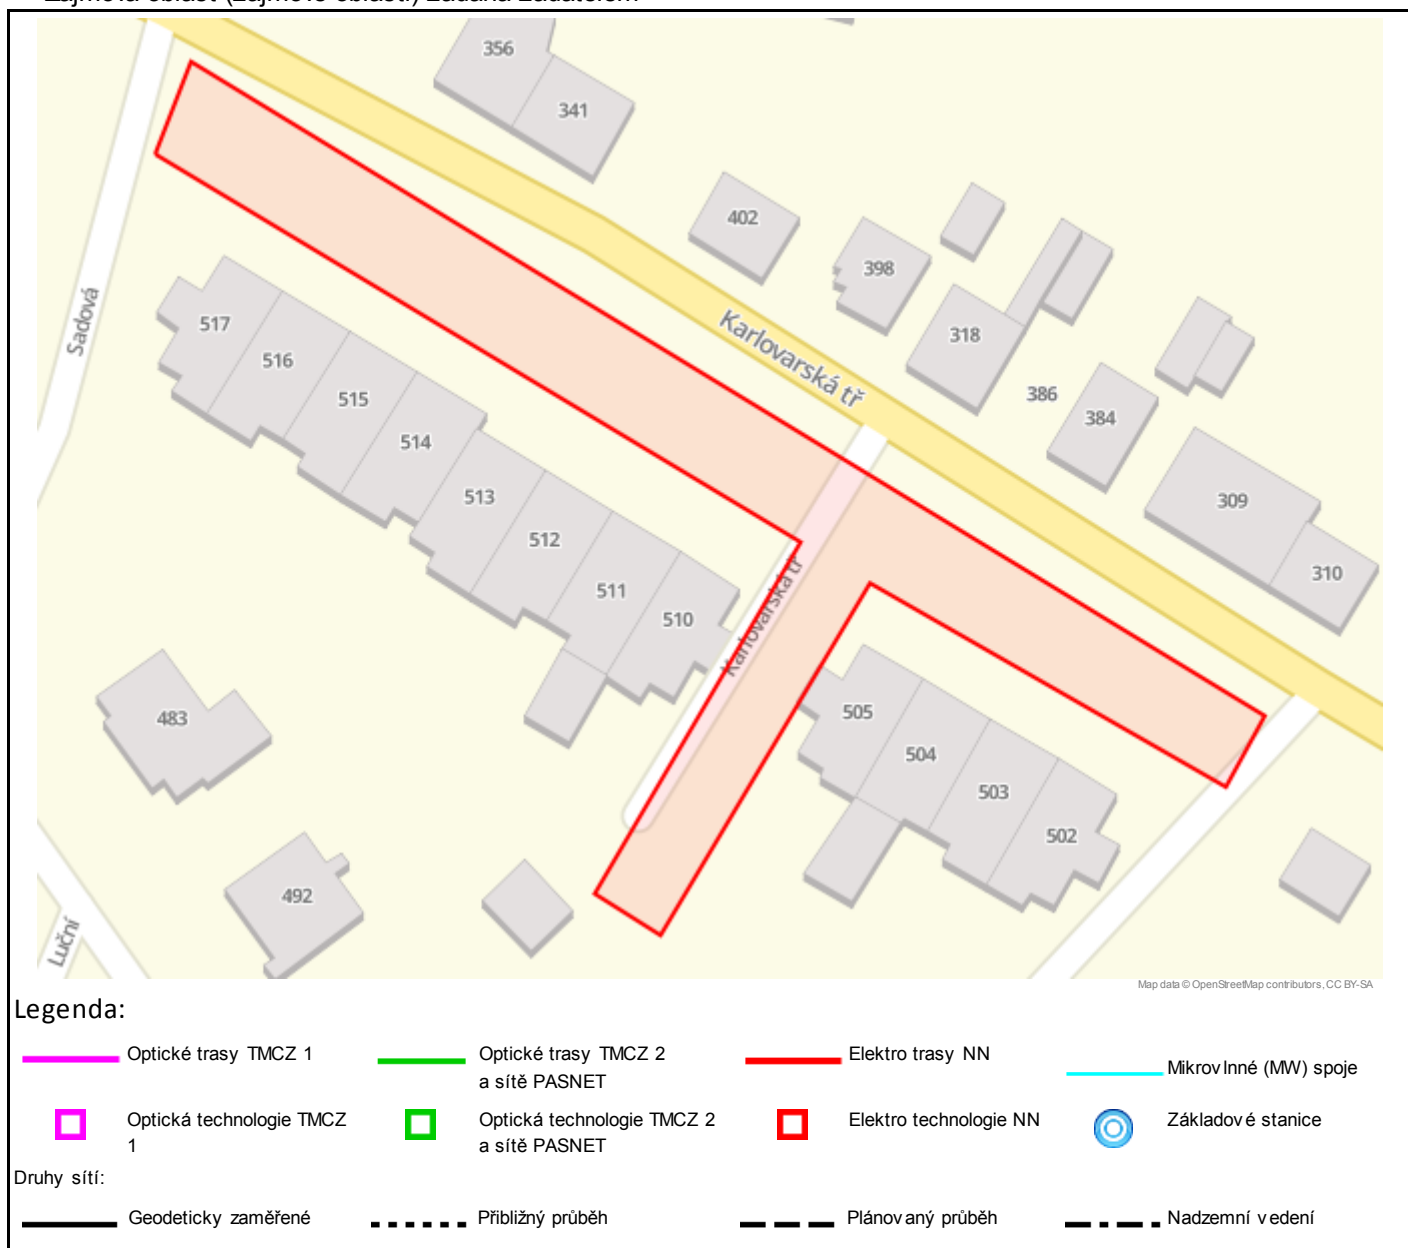 356
341
402
398
318
386
384
309
310
Karlovarská tř
Sadová
517
516
515
514
513
512
511
510
Karlovarská tř
505
504
503
502
483
492
Luční
Map data © OpenStreetMap contributors, CC BY-SA
Legenda:
Optické trasy TMCZ 1
Optické trasy TMCZ 2
a sítě PASNET
Elektro trasy NN
Mikrovlnné (MW) spoje
Optická technologie TMCZ
1
Optická technologie TMCZ 2
a sítě PASNET
Elektro technologie NN
Základové stanice
Druhy sítí:
Geodeticky zaměřené
Přibližný průběh
Plánovaný průběh
Nadzemní vedení